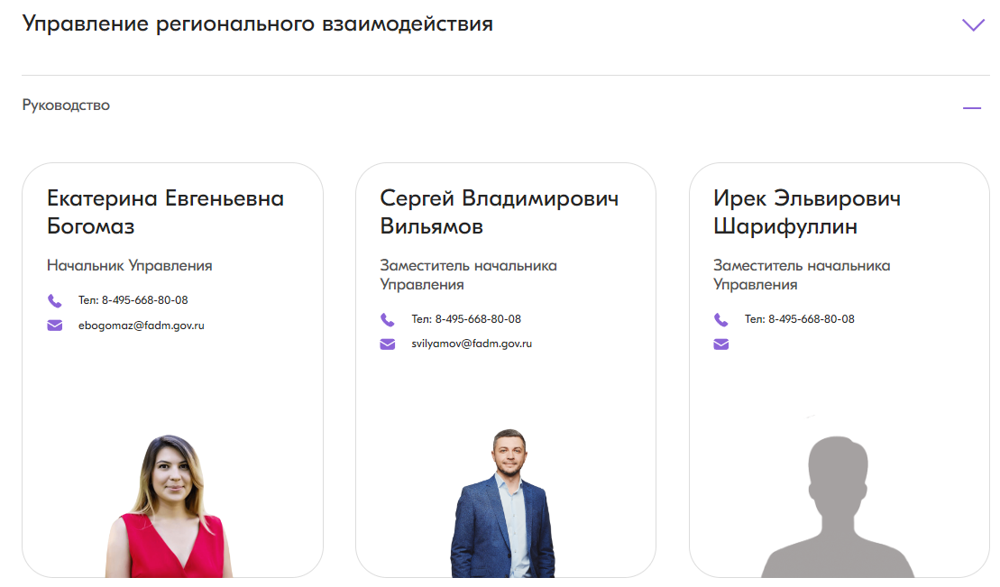 Управление регионального взаимодействия
Руководство
Екатерина Евгеньевна
Богомаз
Начальник Управления
Тел: 8-495-668-80-08
ebogomaz@fadm.gov.ru
Сергей Владимирович
Вильямов
Заместитель начальника
Управления
Тел: 8-495-668-80-08
svilyamov@fadm.gov.ru
Ирек Эльвирович
Шарифуллин
Заместитель начальника
Управления
Тел: 8-495-668-80-08